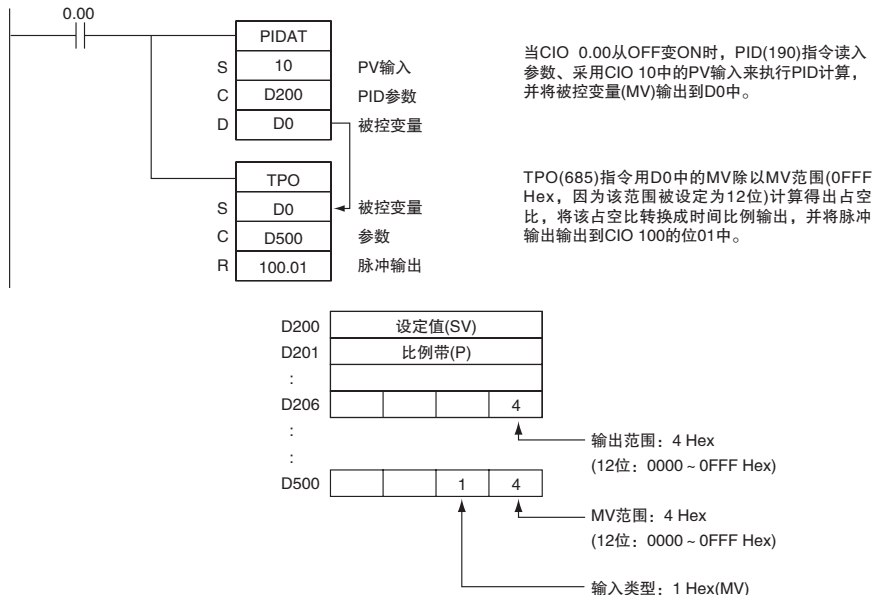 0.00
PIDAT
S 10 PV输入
C D200 PID参数
D D0 被控变量
当CIO 0.00从OFF变ON时，PID(190)指令读入
参数、采用CIO 10中的PV输入来执行PID计算，
并将被控变量(MV)输出到D0中。
TPO
S D0 被控变量
C D500 参数
R 100.01 脉冲输出
TPO(685)指令用D0中的MV除以MV范围(0FFF
Hex，因为该范围被设定为12位)计算得出占空
比，将该占空比转换成时间比例输出，并将脉冲
输出输出到CIO 100的位01中。
D200 设定值(SV)
D201 比例带(P)
:
D206 4
:
:
输出范围：4 Hex
(12位：0000～0FFF Hex)
D500 1 4
MV范围：4 Hex
(12位：0000～0FFF Hex)
输入类型：1 Hex(MV)